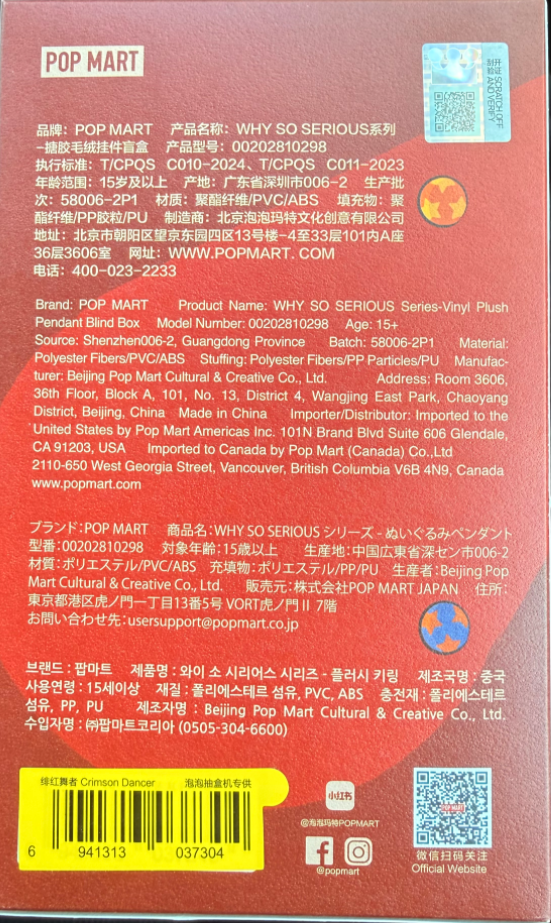 POP MART
开涂刮验
SCRATCH OFF AND VERIFY
品牌：POP MART 产品名称：WHY SO SERIOUS系列
-搪胶毛绒挂件盲盒 产品型号：00202810298
执行标准：T/CPQS C010-2024、T/CPQS C011-2023
年龄范围：15岁及以上 产地：广东省深圳市006-2 生产批
次：58006-2P1 材质：聚酯纤维/PVC/ABS 填充物：聚
酯纤维/PP胶粒/PU 制造商：北京泡泡玛特文化创意有限公司
地址：北京市朝阳区望京东园四区13号楼-4至33层101内A座
36层3606室 网址：WWW.POPMART. COM
电话：400-023-2233
Brand: POP MART Product Name: WHY SO SERIOUS Series-Vinyl Plush
Pendant Blind Box Model Number: 00202810298 Age: 15+
Source: Shenzhen006-2, Guangdong Province Batch: 58006-2P1 Material:
Polyester Fibers/PVC/ABS Stuffing: Polyester Fibers/PP Particles/PU Manufac-
turer: Beijing Pop Mart Cultural & Creative Co., Ltd. Address: Room 3606,
36th Floor, Block A, 101, No. 13, District 4, Wangjing East Park, Chaoyang
District, Beijing, China Made in China Importer/Distributor: Imported to the
United States by Pop Mart Americas Inc. 101N Brand Blvd Suite 606 Glendale,
CA 91203, USA Imported to Canada by Pop Mart (Canada) Co.,Ltd
2110-650 West Georgia Street, Vancouver, British Columbia V6B 4N9, Canada
www.popmart.com
ブランド：POP MART 商品名：WHY SO SERIOUS シリーズ - ぬいぐるみペンダント
型番：00202810298 対象年齢：15歳以上 生産地：中国広東省深セン市006-2
材質：ポリエステル/PVC/ABS 充填物：ポリエステル/PP/PU 生産者：Beijing Pop
Mart Cultural & Creative Co., Ltd. 販売元：株式会社POP MART JAPAN 住所：
東京都港区虎ノ門一丁目13番5号 VORT虎ノ門Ⅱ 7階
お問い合わせ先：usersupport@popmart.co.jp
브랜드 : 팝마트 제품명 : 와이 소 시리어스 시리즈 - 플러시 키링 제조국명 : 중국
사용연령 : 15세이상 재질 : 폴리에스테르 섬유, PVC, ABS 충전재 : 폴리에스테르
섬유, PP, PU 제조자명 : Beijing Pop Mart Cultural & Creative Co., Ltd.
수입자명 : ㈜팝마트코리아 (0505-304-6600)
绯红舞者 Crimson Dancer 泡泡抽盒机专供
6 941313 037304
小红书
@泡泡玛特POPMART
@popmart
POP MART
微信扫码关注
Official Website